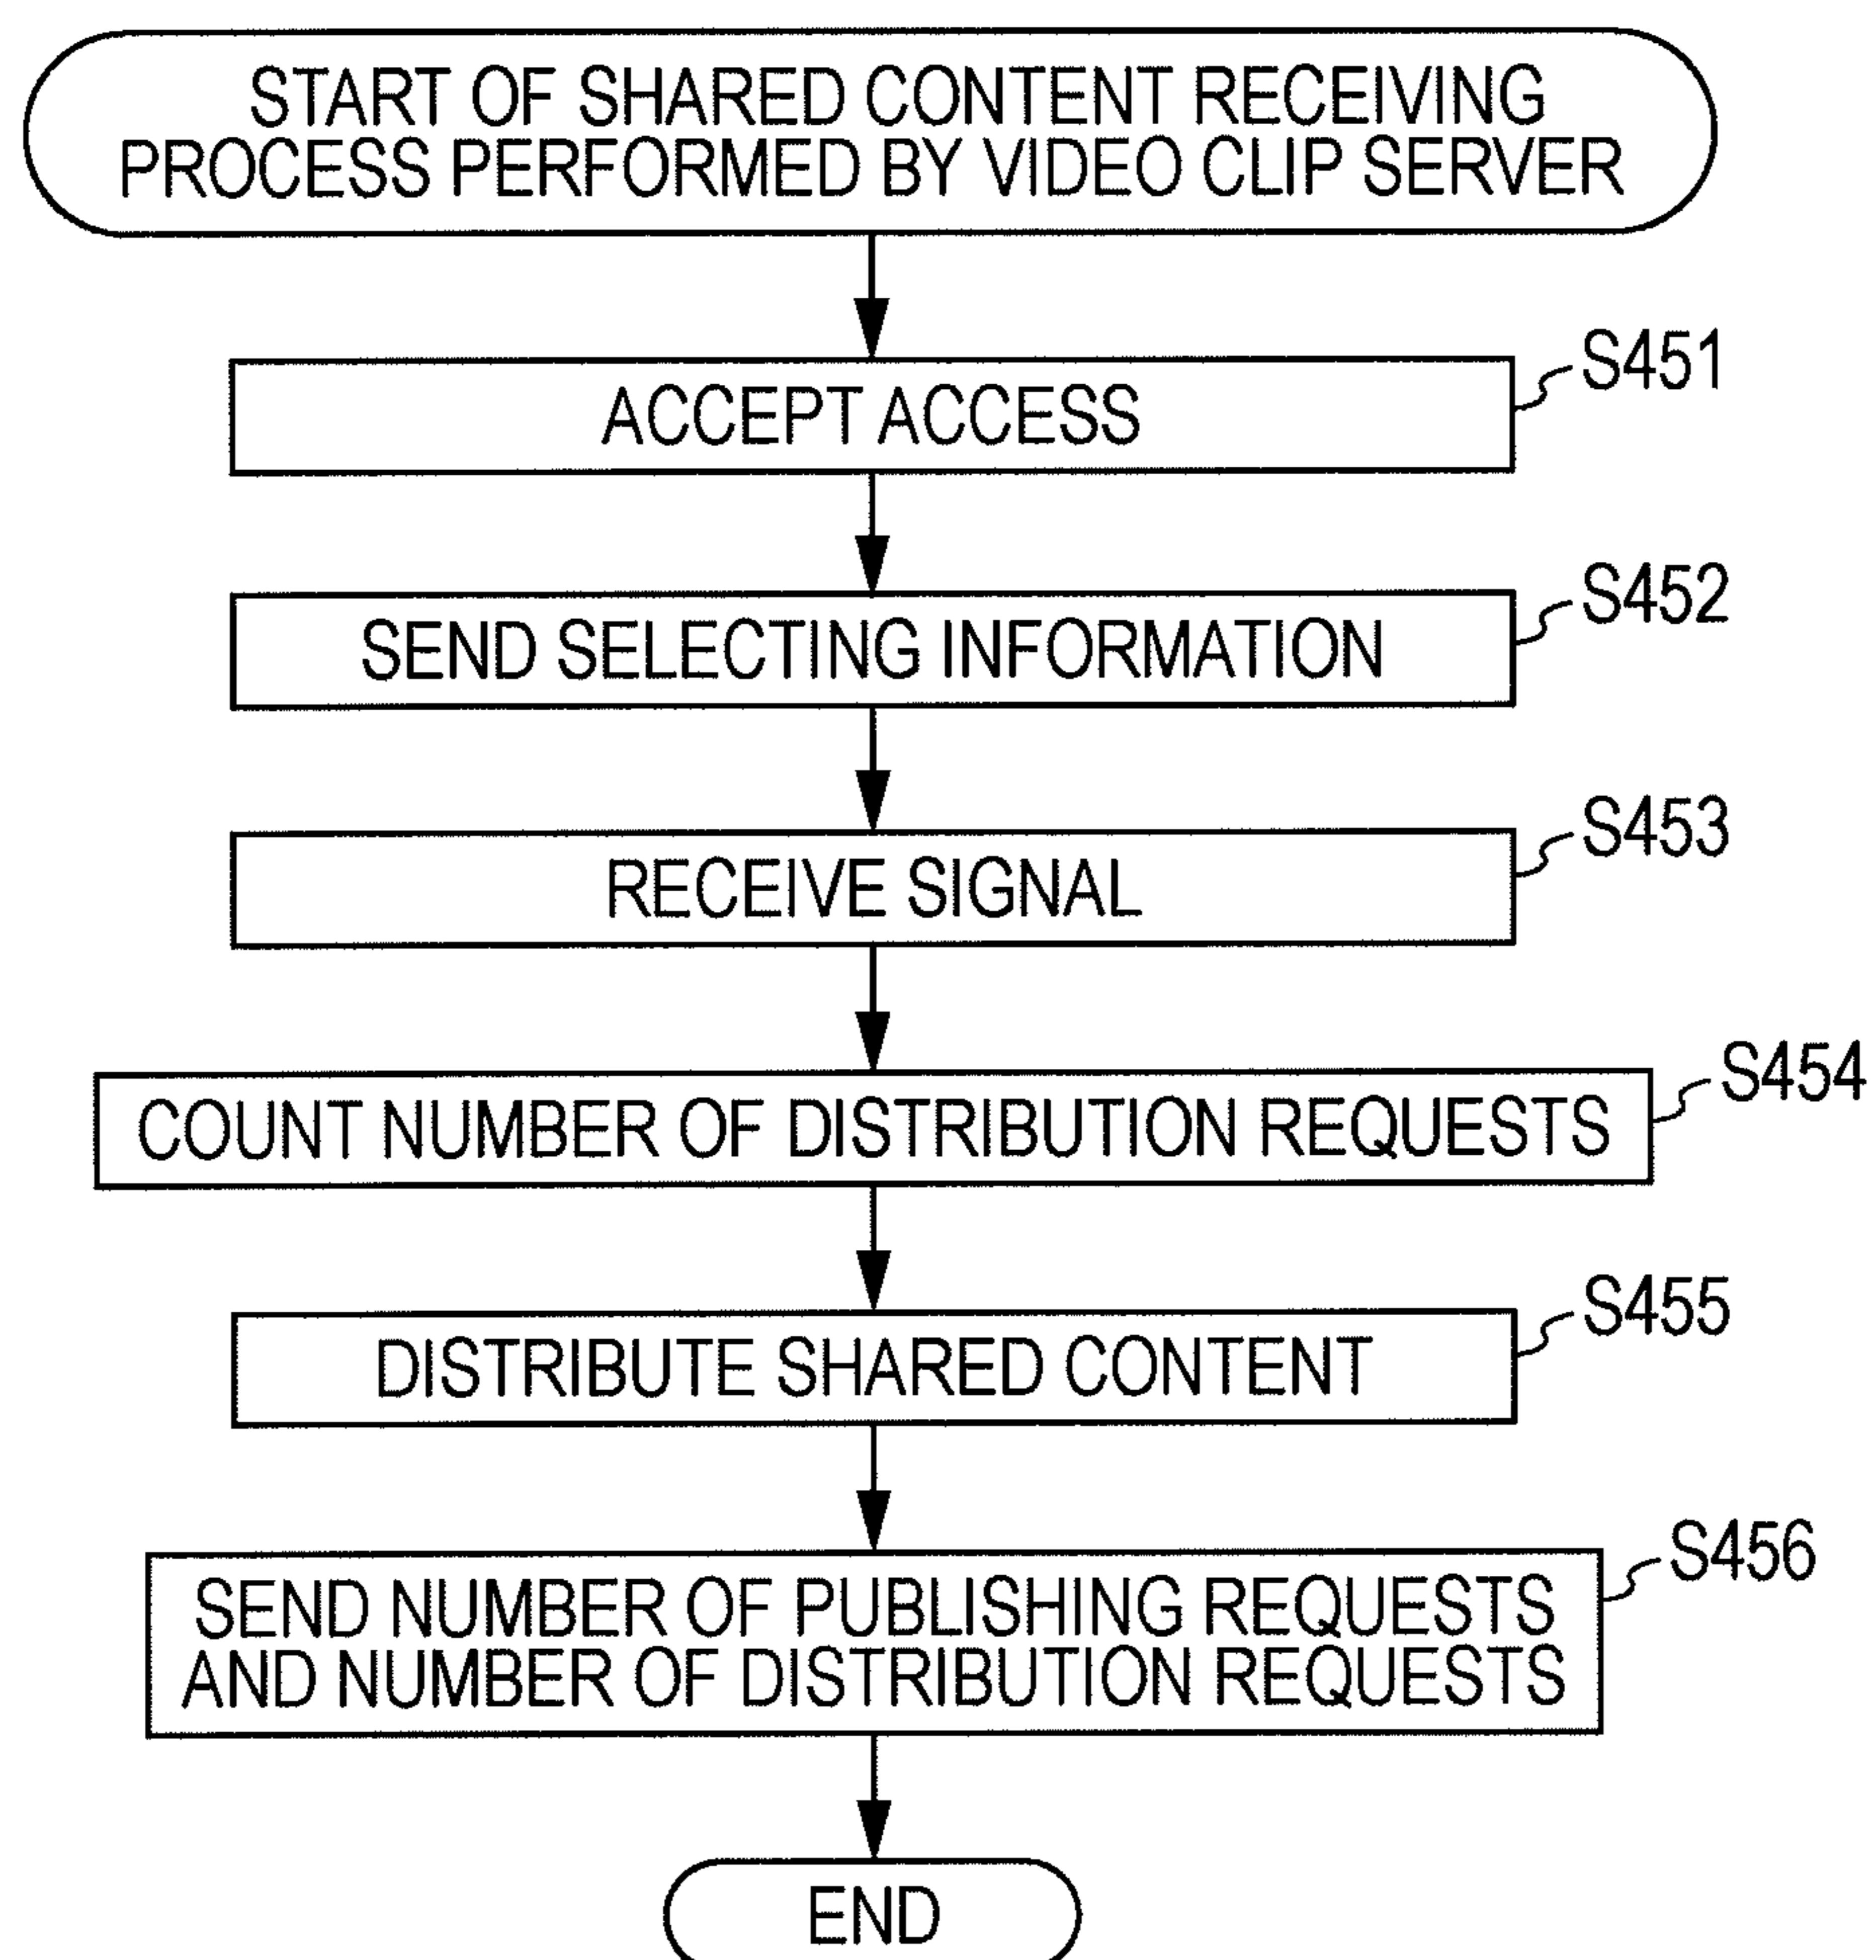 START OF SHARED CONTENT RECEIVING
PROCESS PERFORMED BY VIDEO CLIP SERVER
S451
ACCEPT ACCESS
S452
SEND SELECTING INFORMATION
S453
RECEIVE SIGNAL
S454
COUNT NUMBER OF DISTRIBUTION REQUESTS
S455
DISTRIBUTE SHARED CONTENT
S456
SEND NUMBER OF PUBLISHING REQUESTS
AND NUMBER OF DISTRIBUTION REQUESTS
END